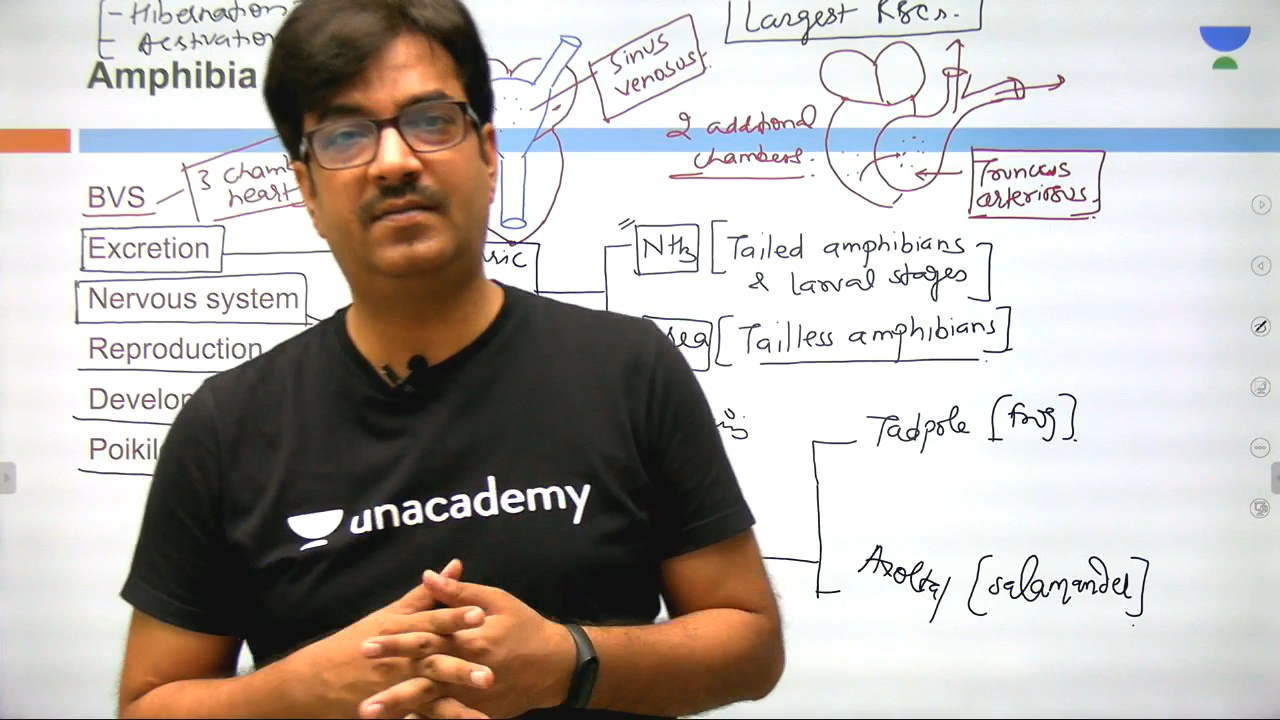 - Hibernation
- Aestivation
Amphibia
Largest RBCs.
Sinus
venosus
2 additional
chambers.
Truncus
arteriosus
BVS
3 cham
heart
Excretion
Nervous system
Reproduction
Develop
Poikil
NH3
Tailed amphibians
& larval stages
Tailless amphibians
Tadpole [frog]
Axolotl [salamander]
unacademy